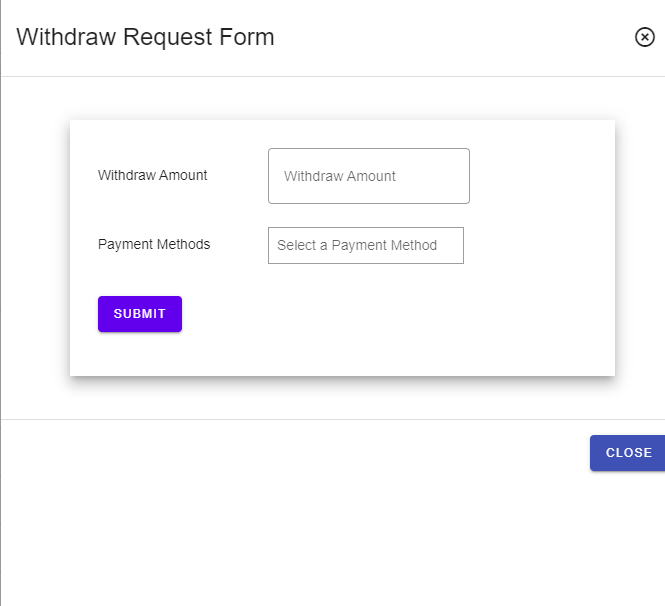 Withdraw Request Form
Withdraw Amount
Withdraw Amount
Payment Methods
Select a Payment Method
SUBMIT
CLOSE